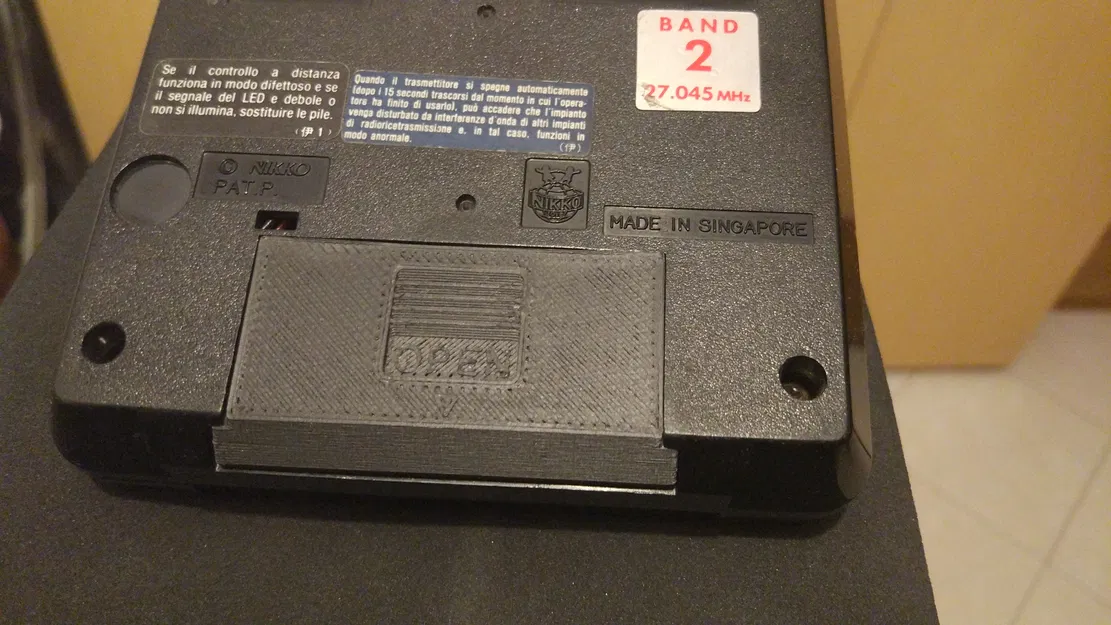 BAND
2
27.045 MHz
Se il controllo a distanza
funziona in modo difettoso e se
il segnale del LED e debole o
non si illumina, sostituire le pile.
(伊 1)
Quando il trasmettitore si spegne automaticamente
(dopo i 15 secondi trascorsi dal momento in cui l'opera-
tore ha finito di usarlo), può accadere che l'impianto
venga disturbato da interferenze d'onda di altri impianti
di radioricetrasmissione e, in tal caso, funzioni in
modo anormale.
(伊)
© NIKKO
PAT.P.
NIKKO
MADE IN SINGAPORE
OPEN